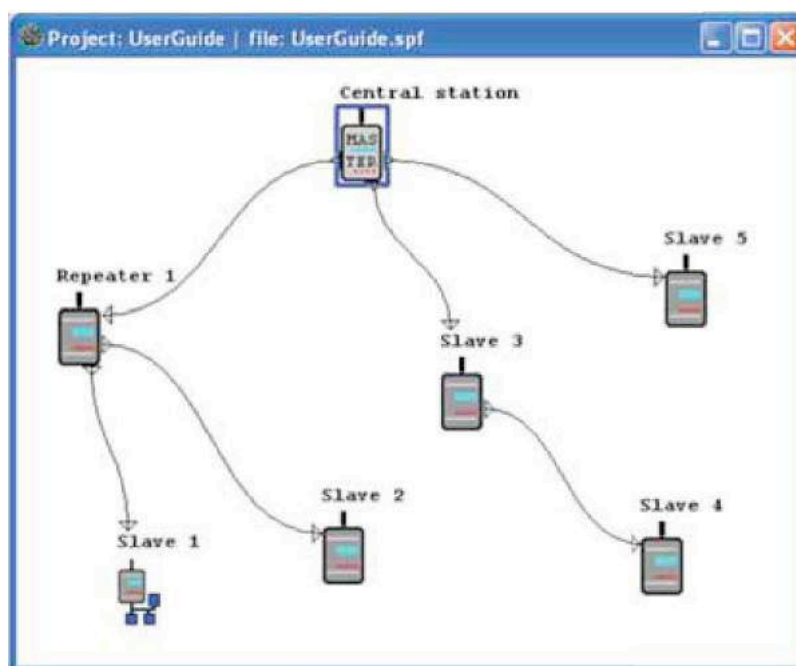 Project: UserGuide | file: UserGuide.spf
Central station
MAS
TER
Slave 5
Repeater 1
Slave 3
Slave 2
Slave 4
Slave 1